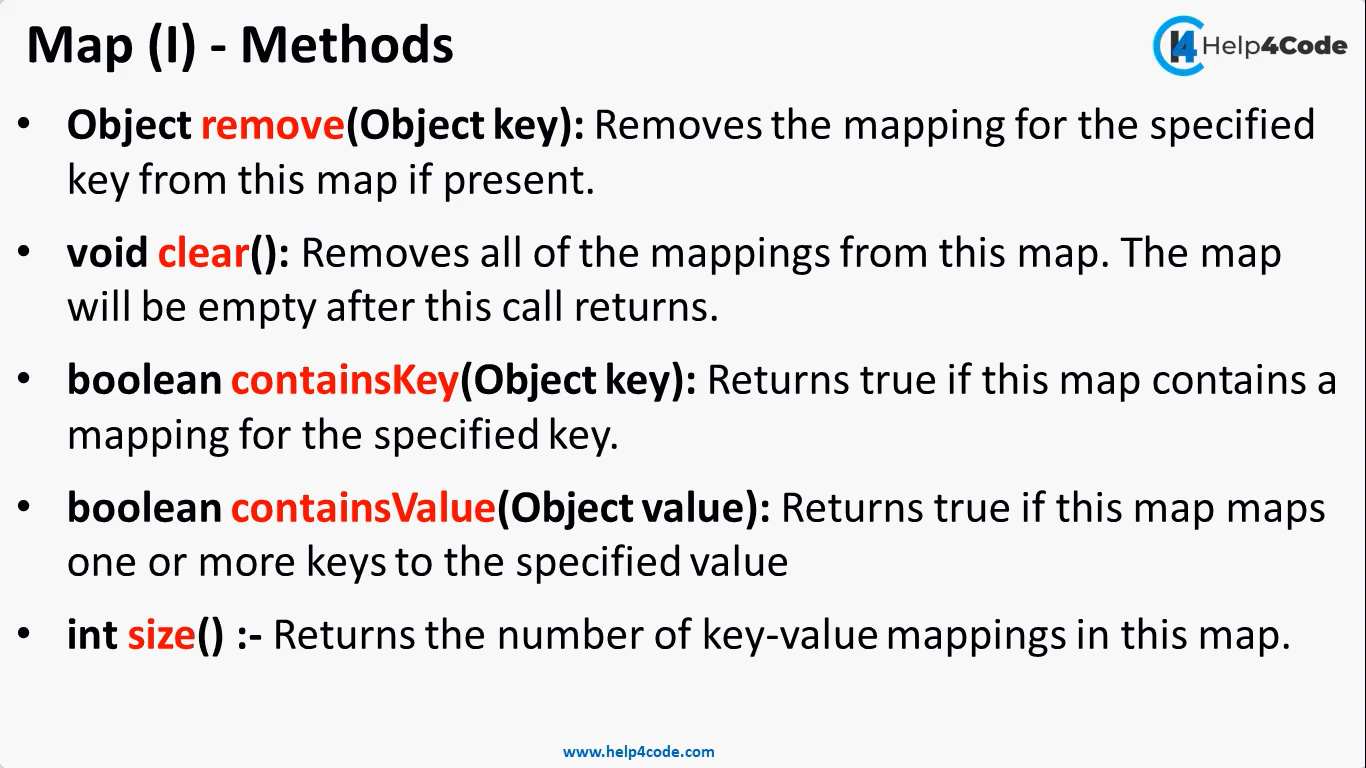 Map (I) - Methods
Help4Code
• Object remove(Object key): Removes the mapping for the specified
key from this map if present.
• void clear(): Removes all of the mappings from this map. The map
will be empty after this call returns.
• boolean containsKey(Object key): Returns true if this map contains a
mapping for the specified key.
• boolean containsValue(Object value): Returns true if this map maps
one or more keys to the specified value
• int size() :- Returns the number of key-value mappings in this map.
www.help4code.com